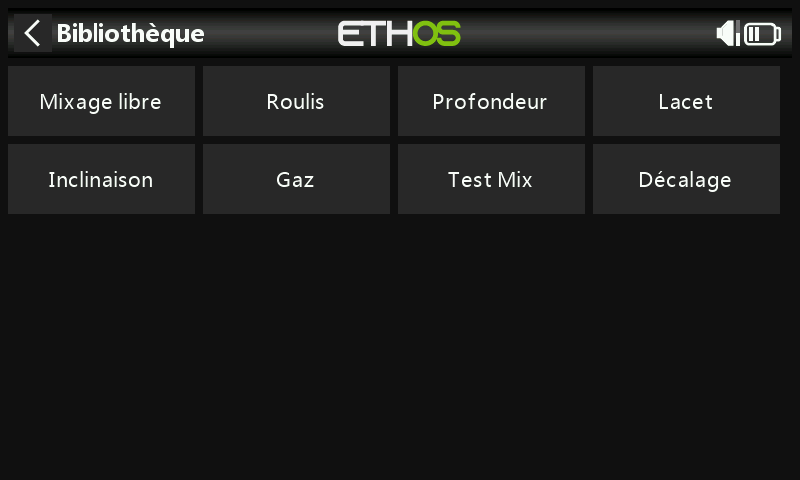 Bibliothèque ETHOS
Mixage libre Roulis Profondeur Lacet
Inclinaison Gaz Test Mix Décalage